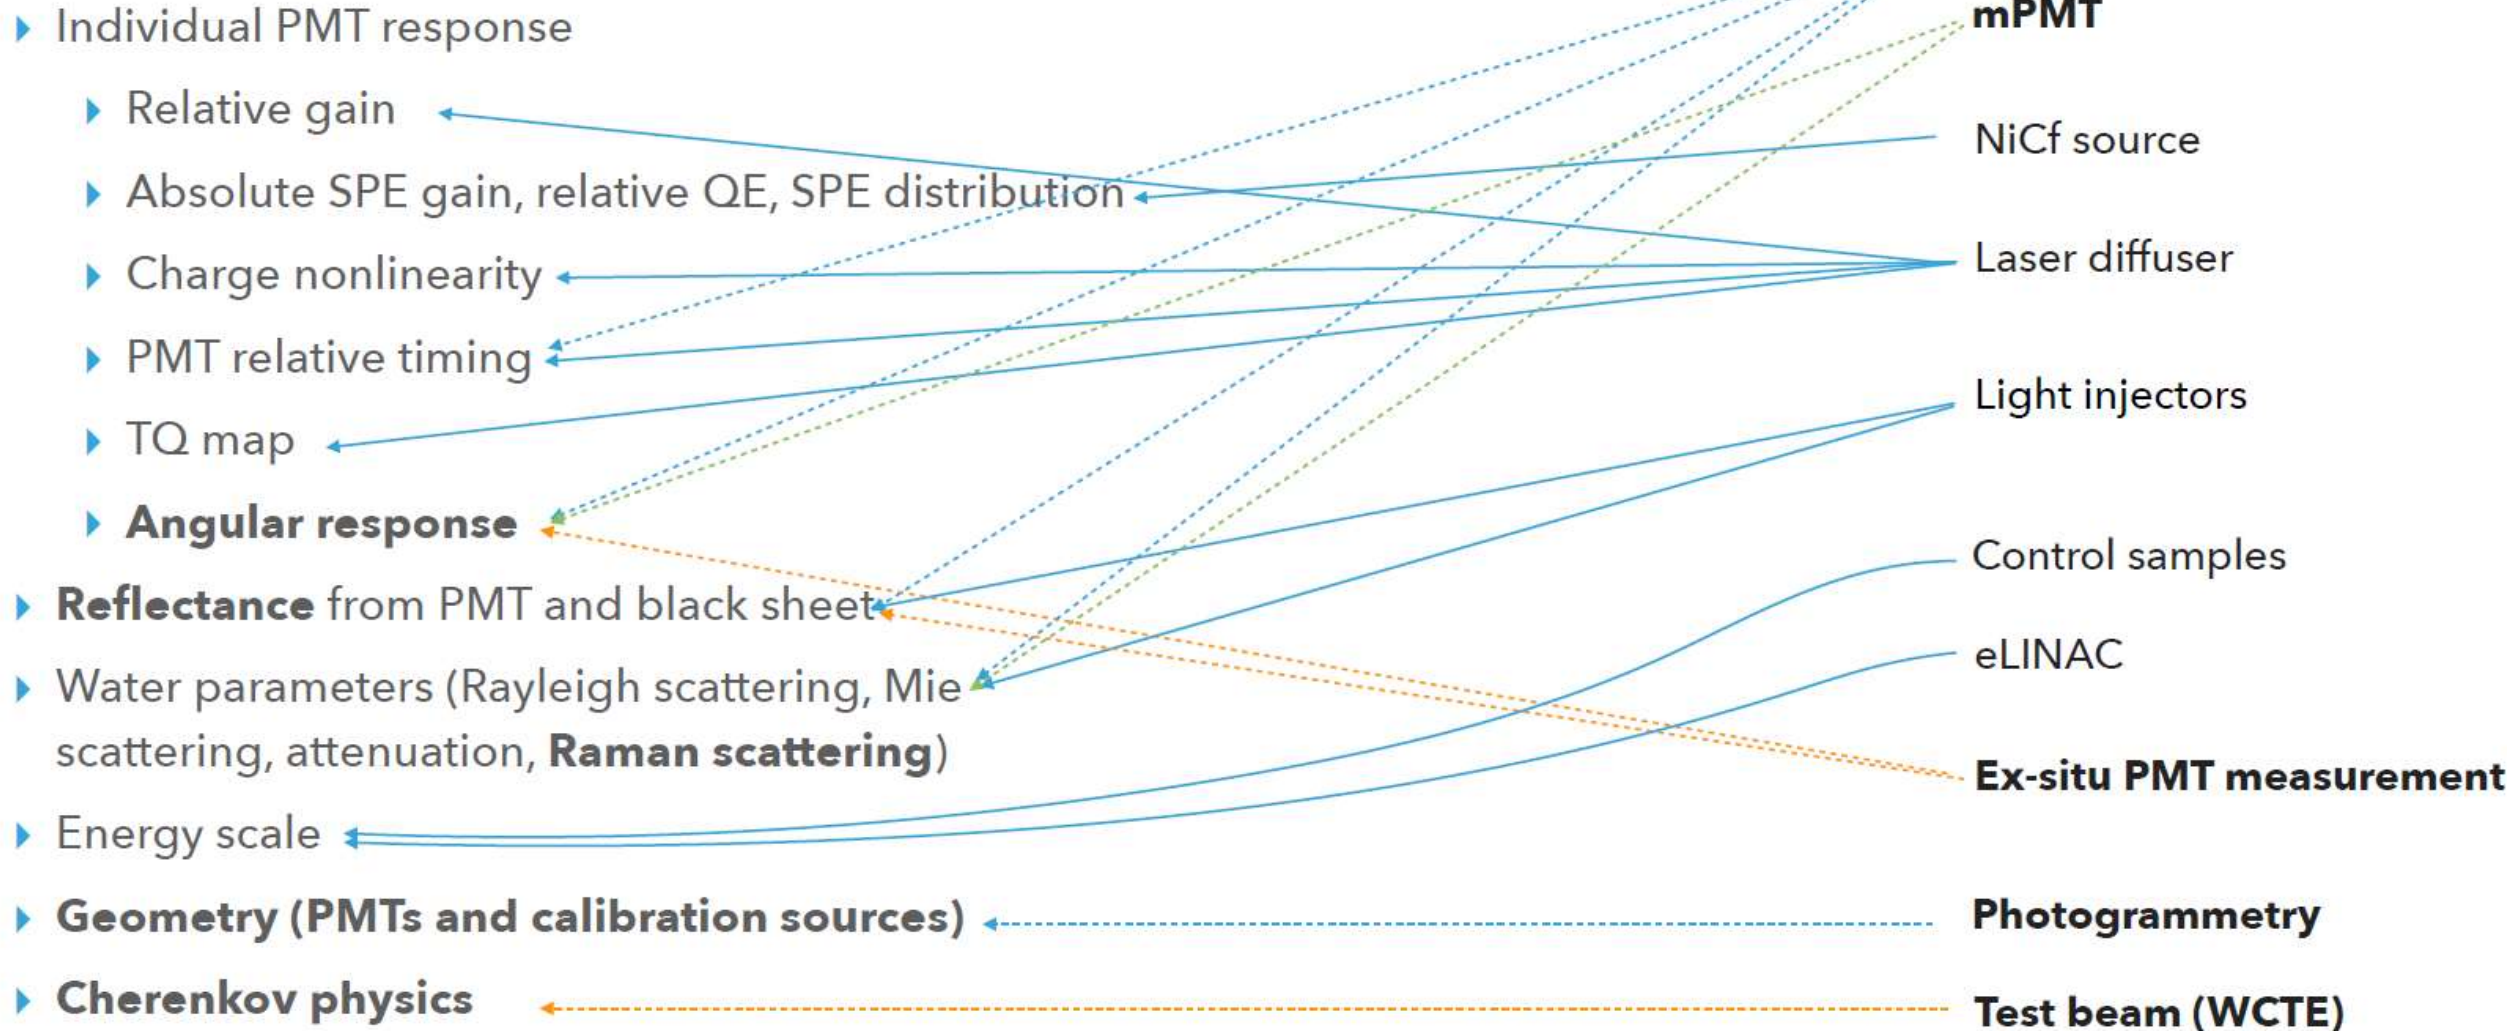 Individual PMT response
Relative gain
Absolute SPE gain, relative QE, SPE distribution
Charge nonlinearity
PMT relative timing
TQ map
Angular response
Reflectance from PMT and black sheet
Water parameters (Rayleigh scattering, Mie
scattering, attenuation, Raman scattering)
Energy scale
Geometry (PMTs and calibration sources)
Cherenkov physics
mPMT
NiCf source
Laser diffuser
Light injectors
Control samples
eLINAC
Ex-situ PMT measurement
Photogrammetry
Test beam (WCTE)